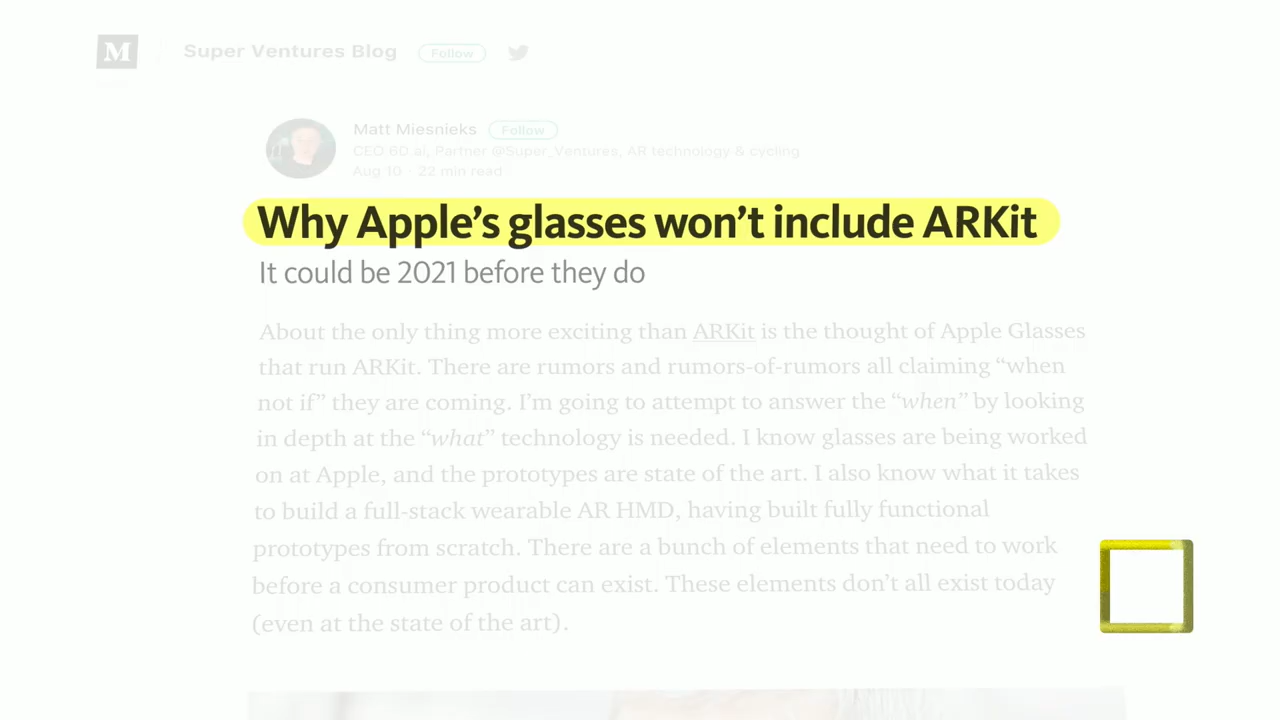 M
Super Ventures Blog Follow
Matt Miesnieks Follow
CEO 6D.ai, Partner @Super_Ventures, AR technology & cycling
Aug 10 · 22 min read
Why Apple’s glasses won’t include ARKit
It could be 2021 before they do
About the only thing more exciting than ARKit is the thought of Apple Glasses
that run ARKit. There are rumors and rumors-of-rumors all claiming “when
not if” they are coming. I’m going to attempt to answer the “when” by looking
in depth at the “what” technology is needed. I know glasses are being worked
on at Apple, and the prototypes are state of the art. I also know what it takes
to build a full-stack wearable AR HMD, having built fully functional
prototypes from scratch. There are a bunch of elements that need to work
before a consumer product can exist. These elements don’t all exist today
(even at the state of the art).